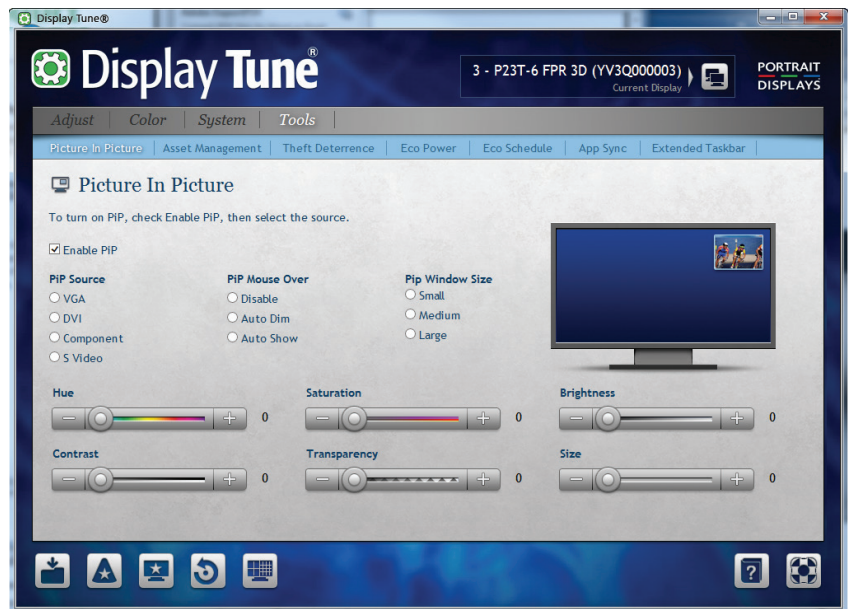 Display Tune®
Display Tune®
3 - P23T-6 FPR 3D (YV3Q000003)
Current Display
PORTRAIT
DISPLAYS
Adjust Color System Tools
Picture In Picture Asset Management Theft Deterrence Eco Power Eco Schedule App Sync Extended Taskbar
Picture In Picture
To turn on PiP, check Enable PiP, then select the source.
Enable PiP
PiP Source PiP Mouse Over Pip Window Size
VGA Disable Small
DVI Auto Dim Medium
Component Auto Show Large
S Video
Hue Saturation Brightness
0 0 0
Contrast Transparency Size
0 0 0